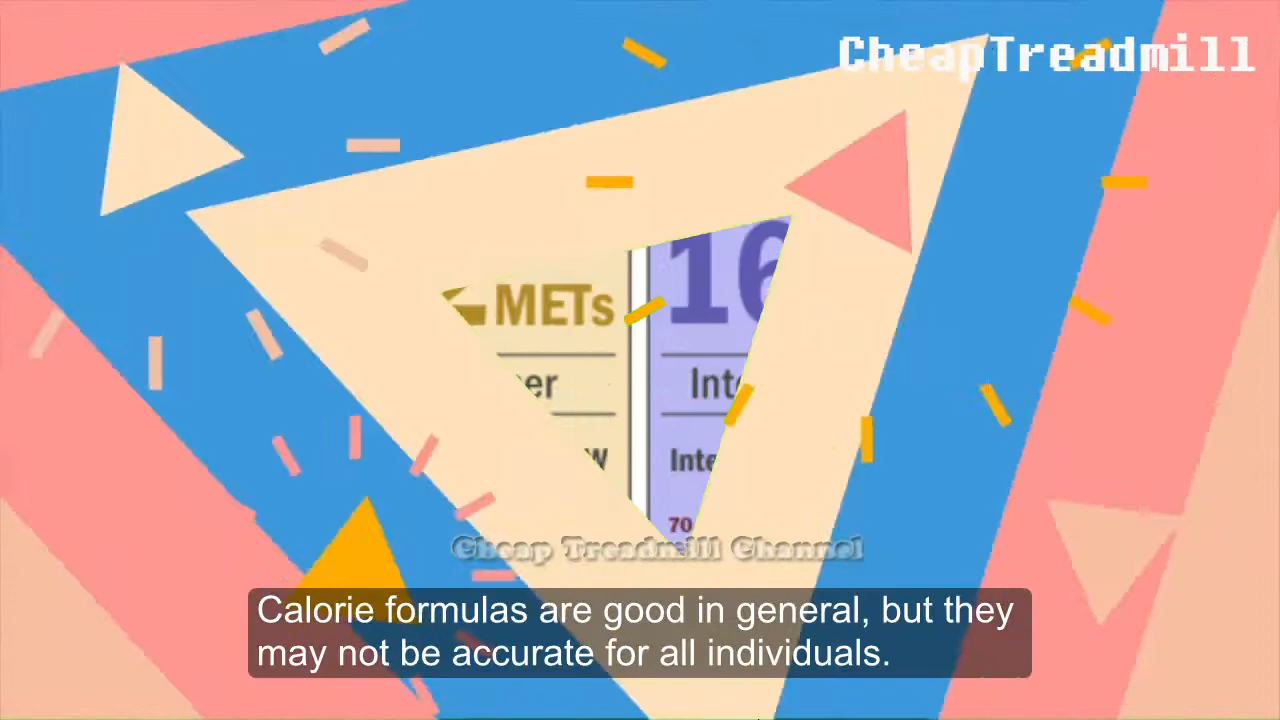 CheapTreadmill
METs
16
Inte
70
Cheap Treadmill Channel
Calorie formulas are good in general, but they
may not be accurate for all individuals.